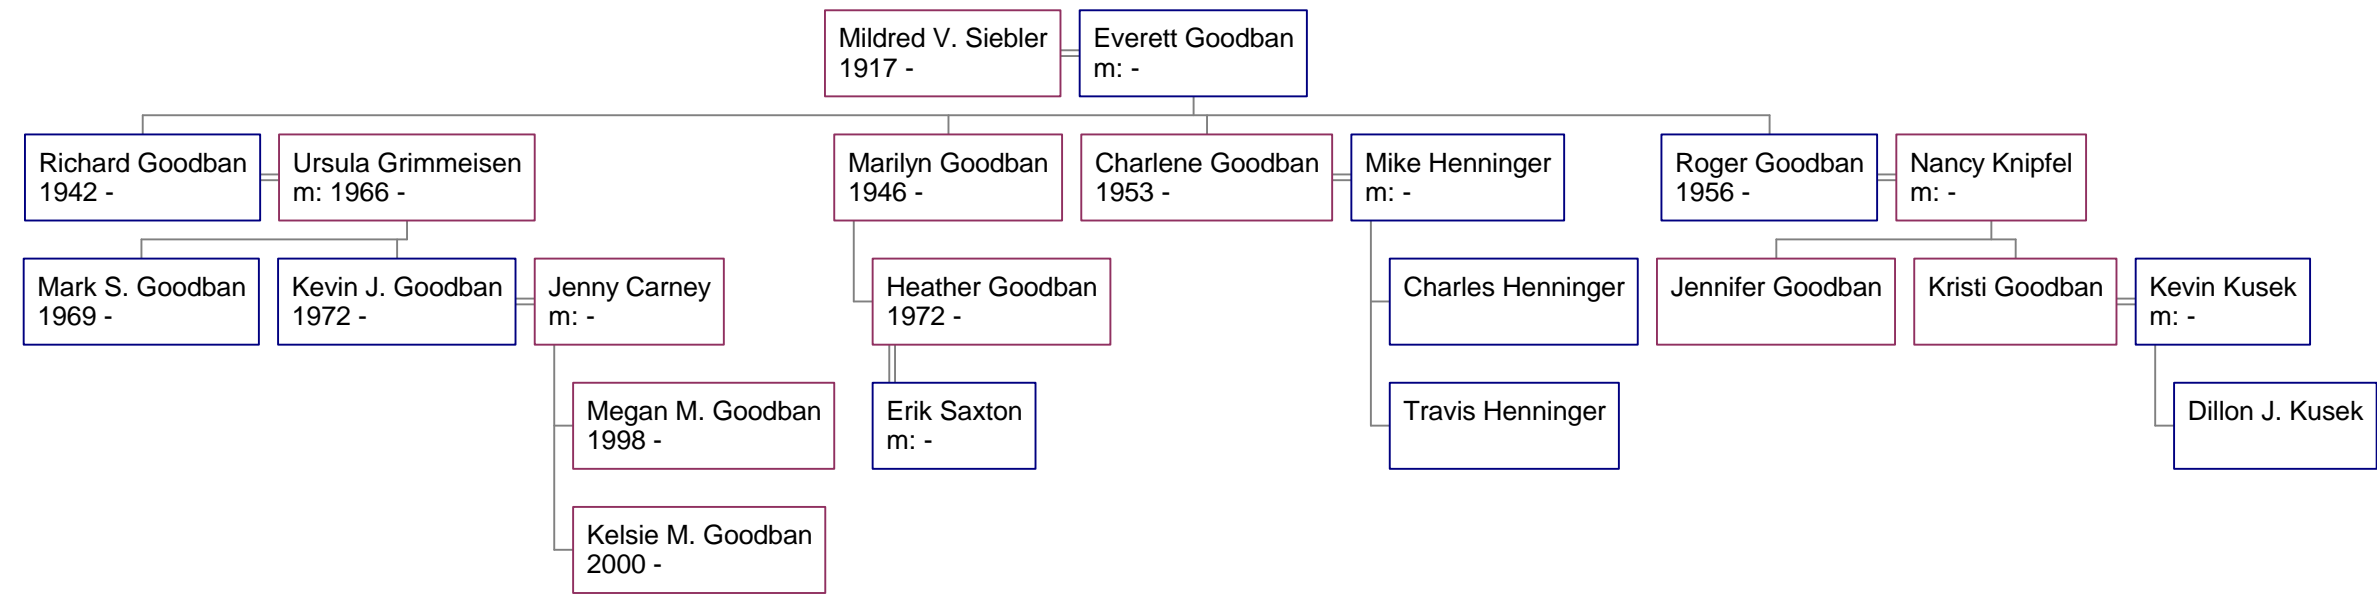 Mildred V. Siebler
1917 -
Everett Goodban
m: -
Richard Goodban
1942 -
Ursula Grimmeisen
m: 1966 -
Marilyn Goodban
1946 -
Charlene Goodban
1953 -
Mike Henninger
m: -
Roger Goodban
1956 -
Nancy Knipfel
m: -
Mark S. Goodban
1969 -
Kevin J. Goodban
1972 -
Jenny Carney
m: -
Heather Goodban
1972 -
Charles Henninger
Jennifer Goodban
Kristi Goodban
Kevin Kusek
m: -
Megan M. Goodban
1998 -
Erik Saxton
m: -
Travis Henninger
Dillon J. Kusek
Kelsie M. Goodban
2000 -